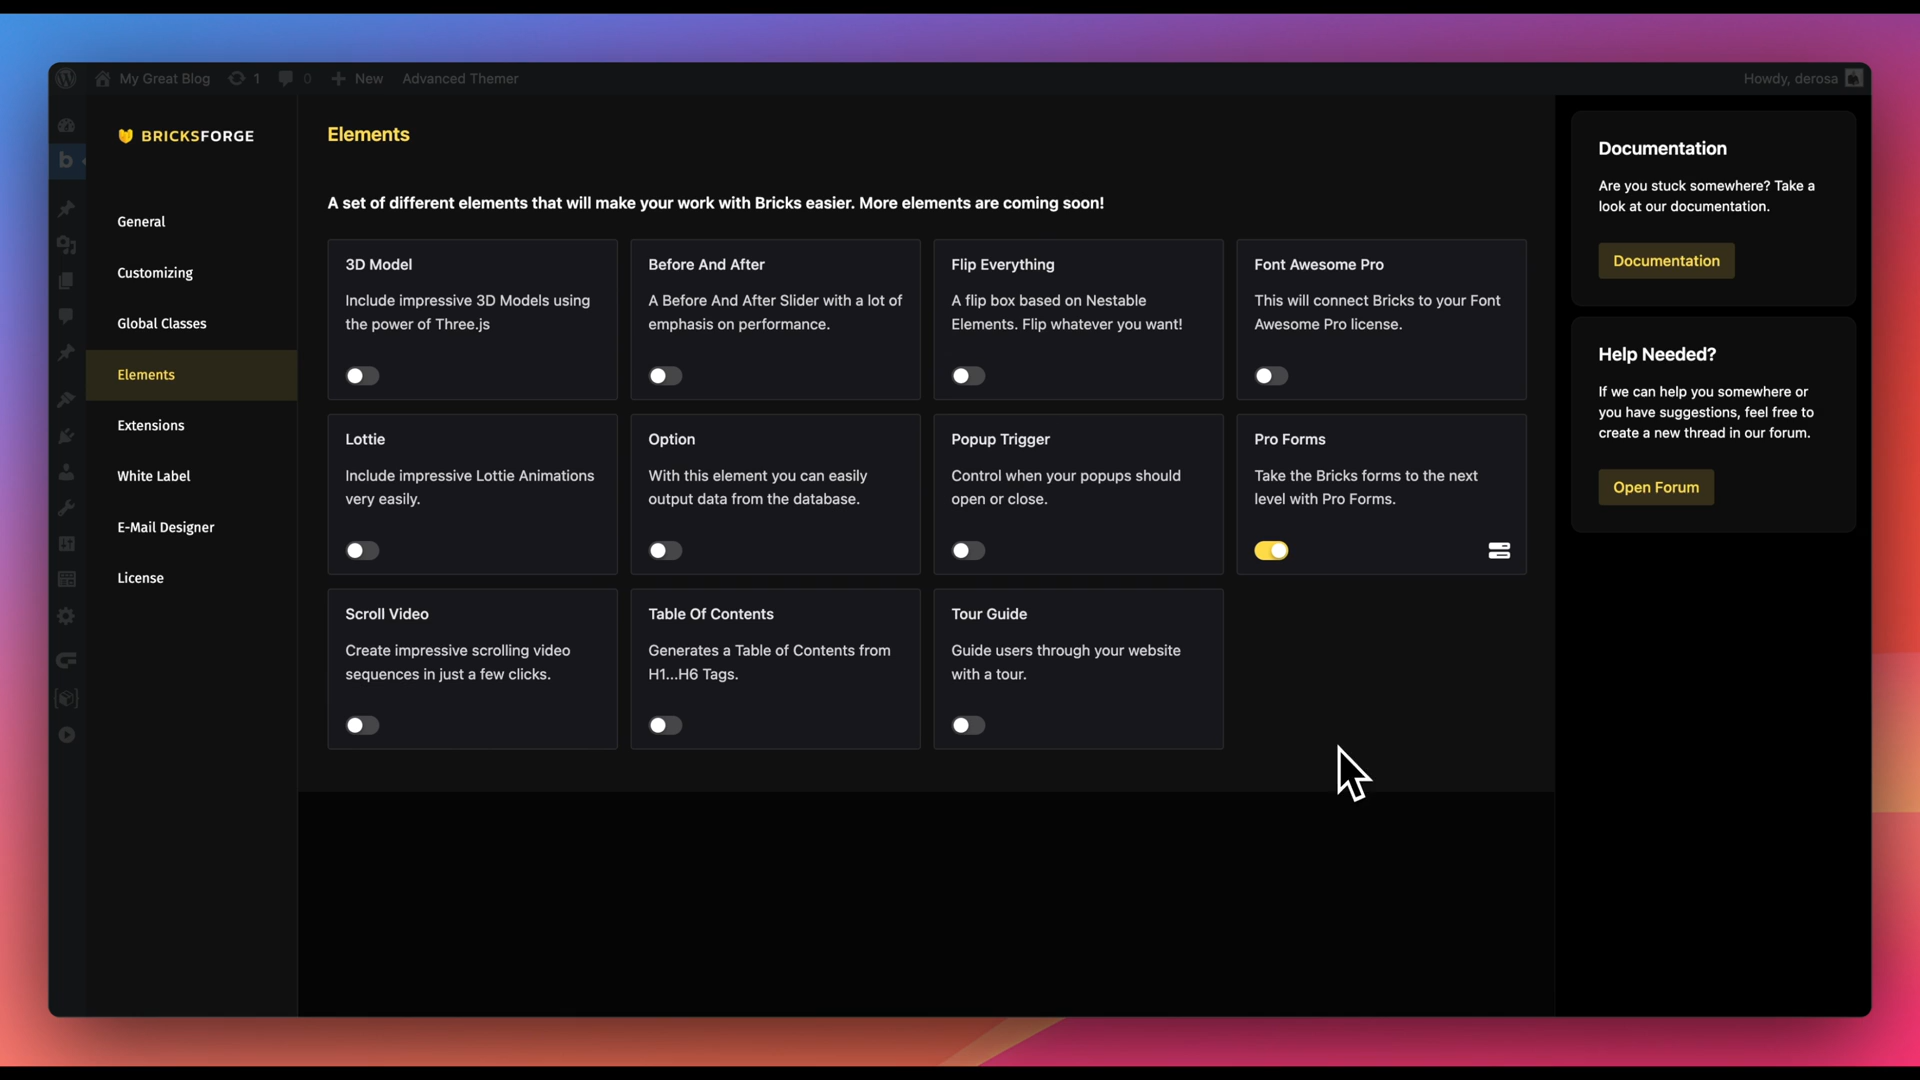 My Great Blog 1 0 New Advanced Themer Howdy, derosa
BRICKSFORGE
General
Customizing
Global Classes
Elements
Extensions
White Label
E-Mail Designer
License
Elements
A set of different elements that will make your work with Bricks easier. More elements are coming soon!
3D Model
Include impressive 3D Models using
the power of Three.js
Before And After
A Before And After Slider with a lot of
emphasis on performance.
Flip Everything
A flip box based on Nestable
Elements. Flip whatever you want!
Font Awesome Pro
This will connect Bricks to your Font
Awesome Pro license.
Lottie
Include impressive Lottie Animations
very easily.
Option
With this element you can easily
output data from the database.
Popup Trigger
Control when your popups should
open or close.
Pro Forms
Take the Bricks forms to the next
level with Pro Forms.
Scroll Video
Create impressive scrolling video
sequences in just a few clicks.
Table Of Contents
Generates a Table of Contents from
H1...H6 Tags.
Tour Guide
Guide users through your website
with a tour.
Documentation
Are you stuck somewhere? Take a
look at our documentation.
Documentation
Help Needed?
If we can help you somewhere or
you have suggestions, feel free to
create a new thread in our forum.
Open Forum